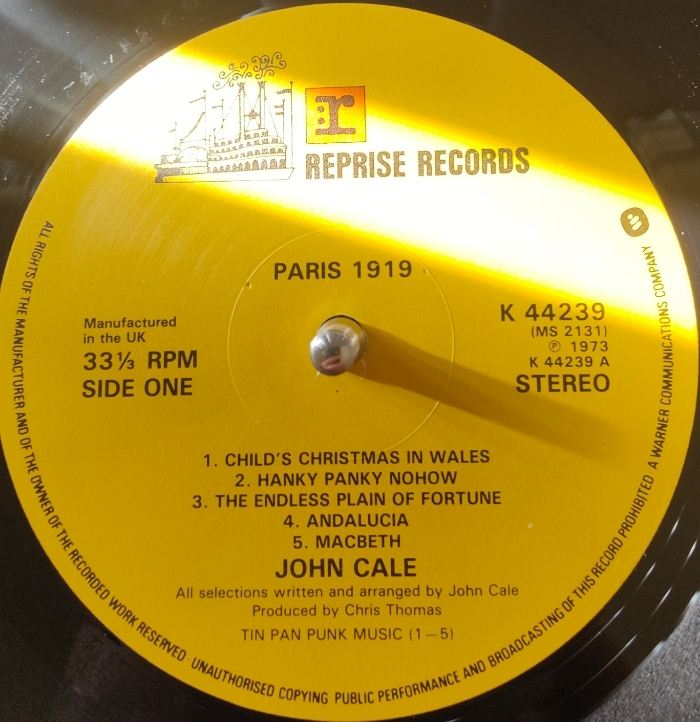 r
REPRISE RECORDS
PARIS 1919
Manufactured
in the UK
33⅓ RPM
SIDE ONE
K 44239
(MS 2131)
℗ 1973
K 44239 A
STEREO
1. CHILD'S CHRISTMAS IN WALES
2. HANKY PANKY NOHOW
3. THE ENDLESS PLAIN OF FORTUNE
4. ANDALUCIA
5. MACBETH
JOHN CALE
All selections written and arranged by John Cale
Produced by Chris Thomas
TIN PAN PUNK MUSIC (1–5)
ALL RIGHTS OF THE MANUFACTURER AND OF THE OWNER OF THE RECORDED WORK RESERVED UNAUTHORISED COPYING PUBLIC PERFORMANCE AND BROADCASTING OF THIS RECORD PROHIBITED A WARNER COMMUNICATIONS COMPANY